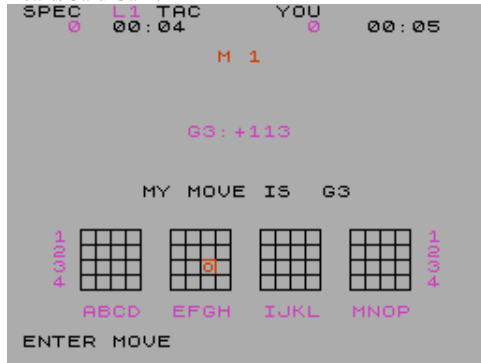 SPEC L1 TAC YOU
0 00:04 0 00:05
M 1
G3:+113
MY MOVE IS G3
1 1
2 2
3 O 3
4 4
ABCD EFGH IJKL MNOP
ENTER MOVE